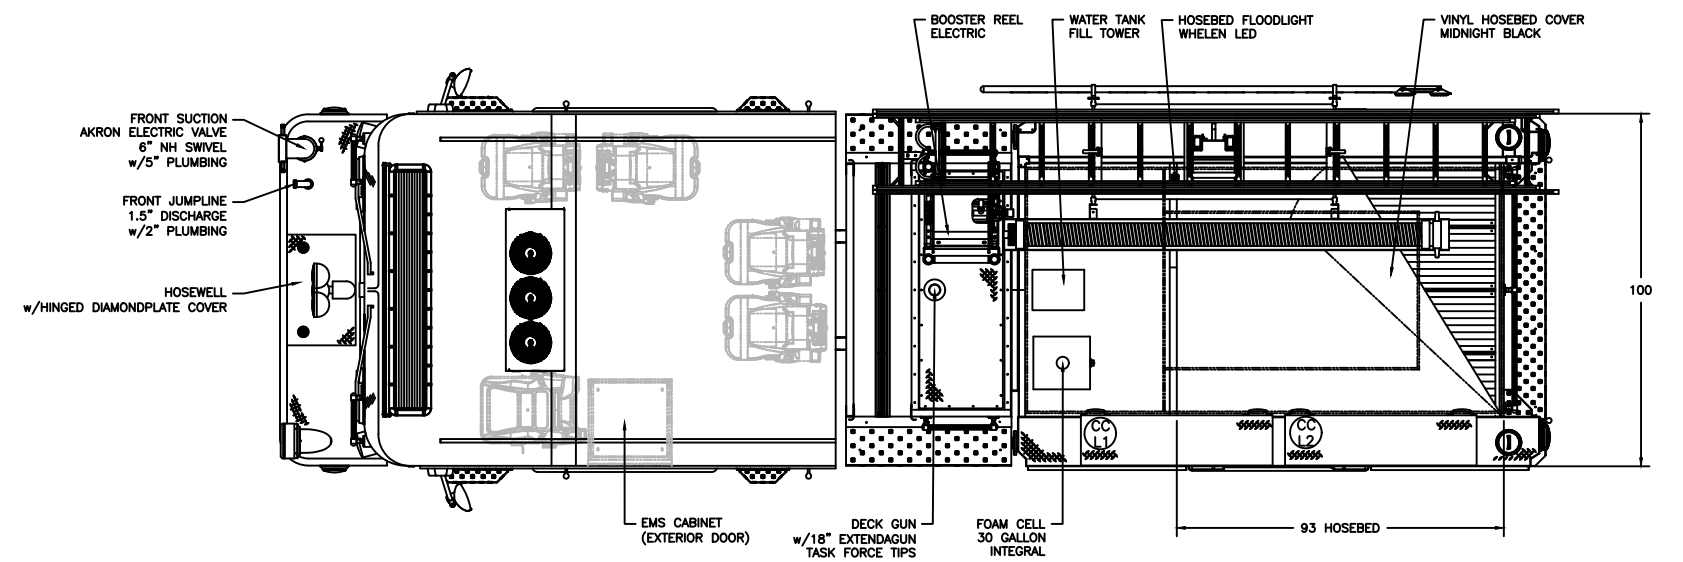 BOOSTER REEL
ELECTRIC
WATER TANK
FILL TOWER
HOSEBED FLOODLIGHT
WHELEN LED
VINYL HOSEBED COVER
MIDNIGHT BLACK
FRONT SUCTION
AKRON ELECTRIC VALVE
6" NH SWIVEL
w/5" PLUMBING
FRONT JUMPLINE
1.5" DISCHARGE
w/2" PLUMBING
HOSEWELL
w/HINGED DIAMONDPLATE COVER
C
C
C
100
CC
L1
CC
L2
EMS CABINET
(EXTERIOR DOOR)
DECK GUN
w/18" EXTENDAGUN
TASK FORCE TIPS
FOAM CELL
30 GALLON
INTEGRAL
93 HOSEBED